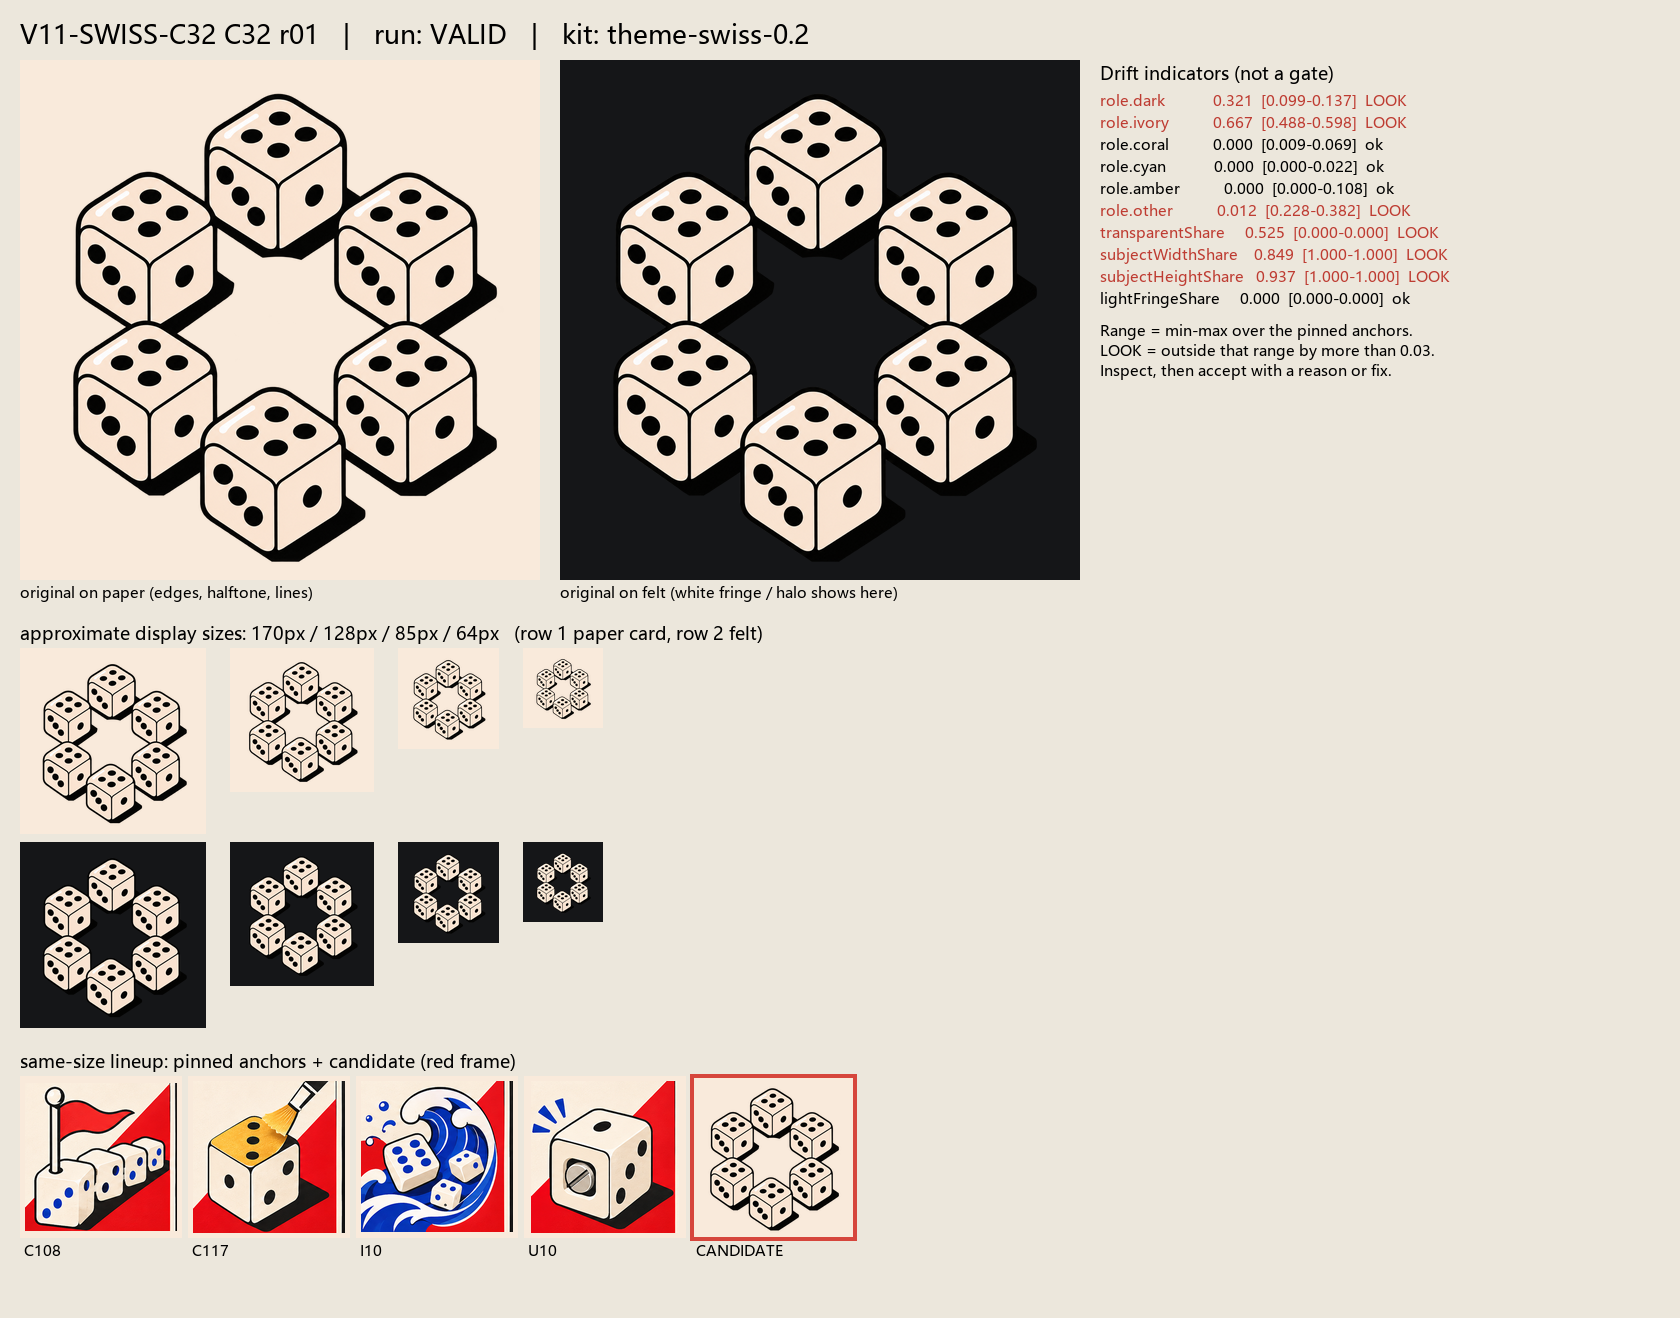 V11-SWISS-C32 C32 r01 | run: VALID | kit: theme-swiss-0.2
Drift indicators (not a gate)
role.dark 0.321 [0.099-0.137] LOOK
role.ivory 0.667 [0.488-0.598] LOOK
role.coral 0.000 [0.009-0.069] ok
role.cyan 0.000 [0.000-0.022] ok
role.amber 0.000 [0.000-0.108] ok
role.other 0.012 [0.228-0.382] LOOK
transparentShare 0.525 [0.000-0.000] LOOK
subjectWidthShare 0.849 [1.000-1.000] LOOK
subjectHeightShare 0.937 [1.000-1.000] LOOK
lightFringeShare 0.000 [0.000-0.000] ok
Range = min-max over the pinned anchors.
LOOK = outside that range by more than 0.03.
Inspect, then accept with a reason or fix.
original on paper (edges, halftone, lines)
original on felt (white fringe / halo shows here)
approximate display sizes: 170px / 128px / 85px / 64px (row 1 paper card, row 2 felt)
same-size lineup: pinned anchors + candidate (red frame)
C108
C117
I10
U10
CANDIDATE